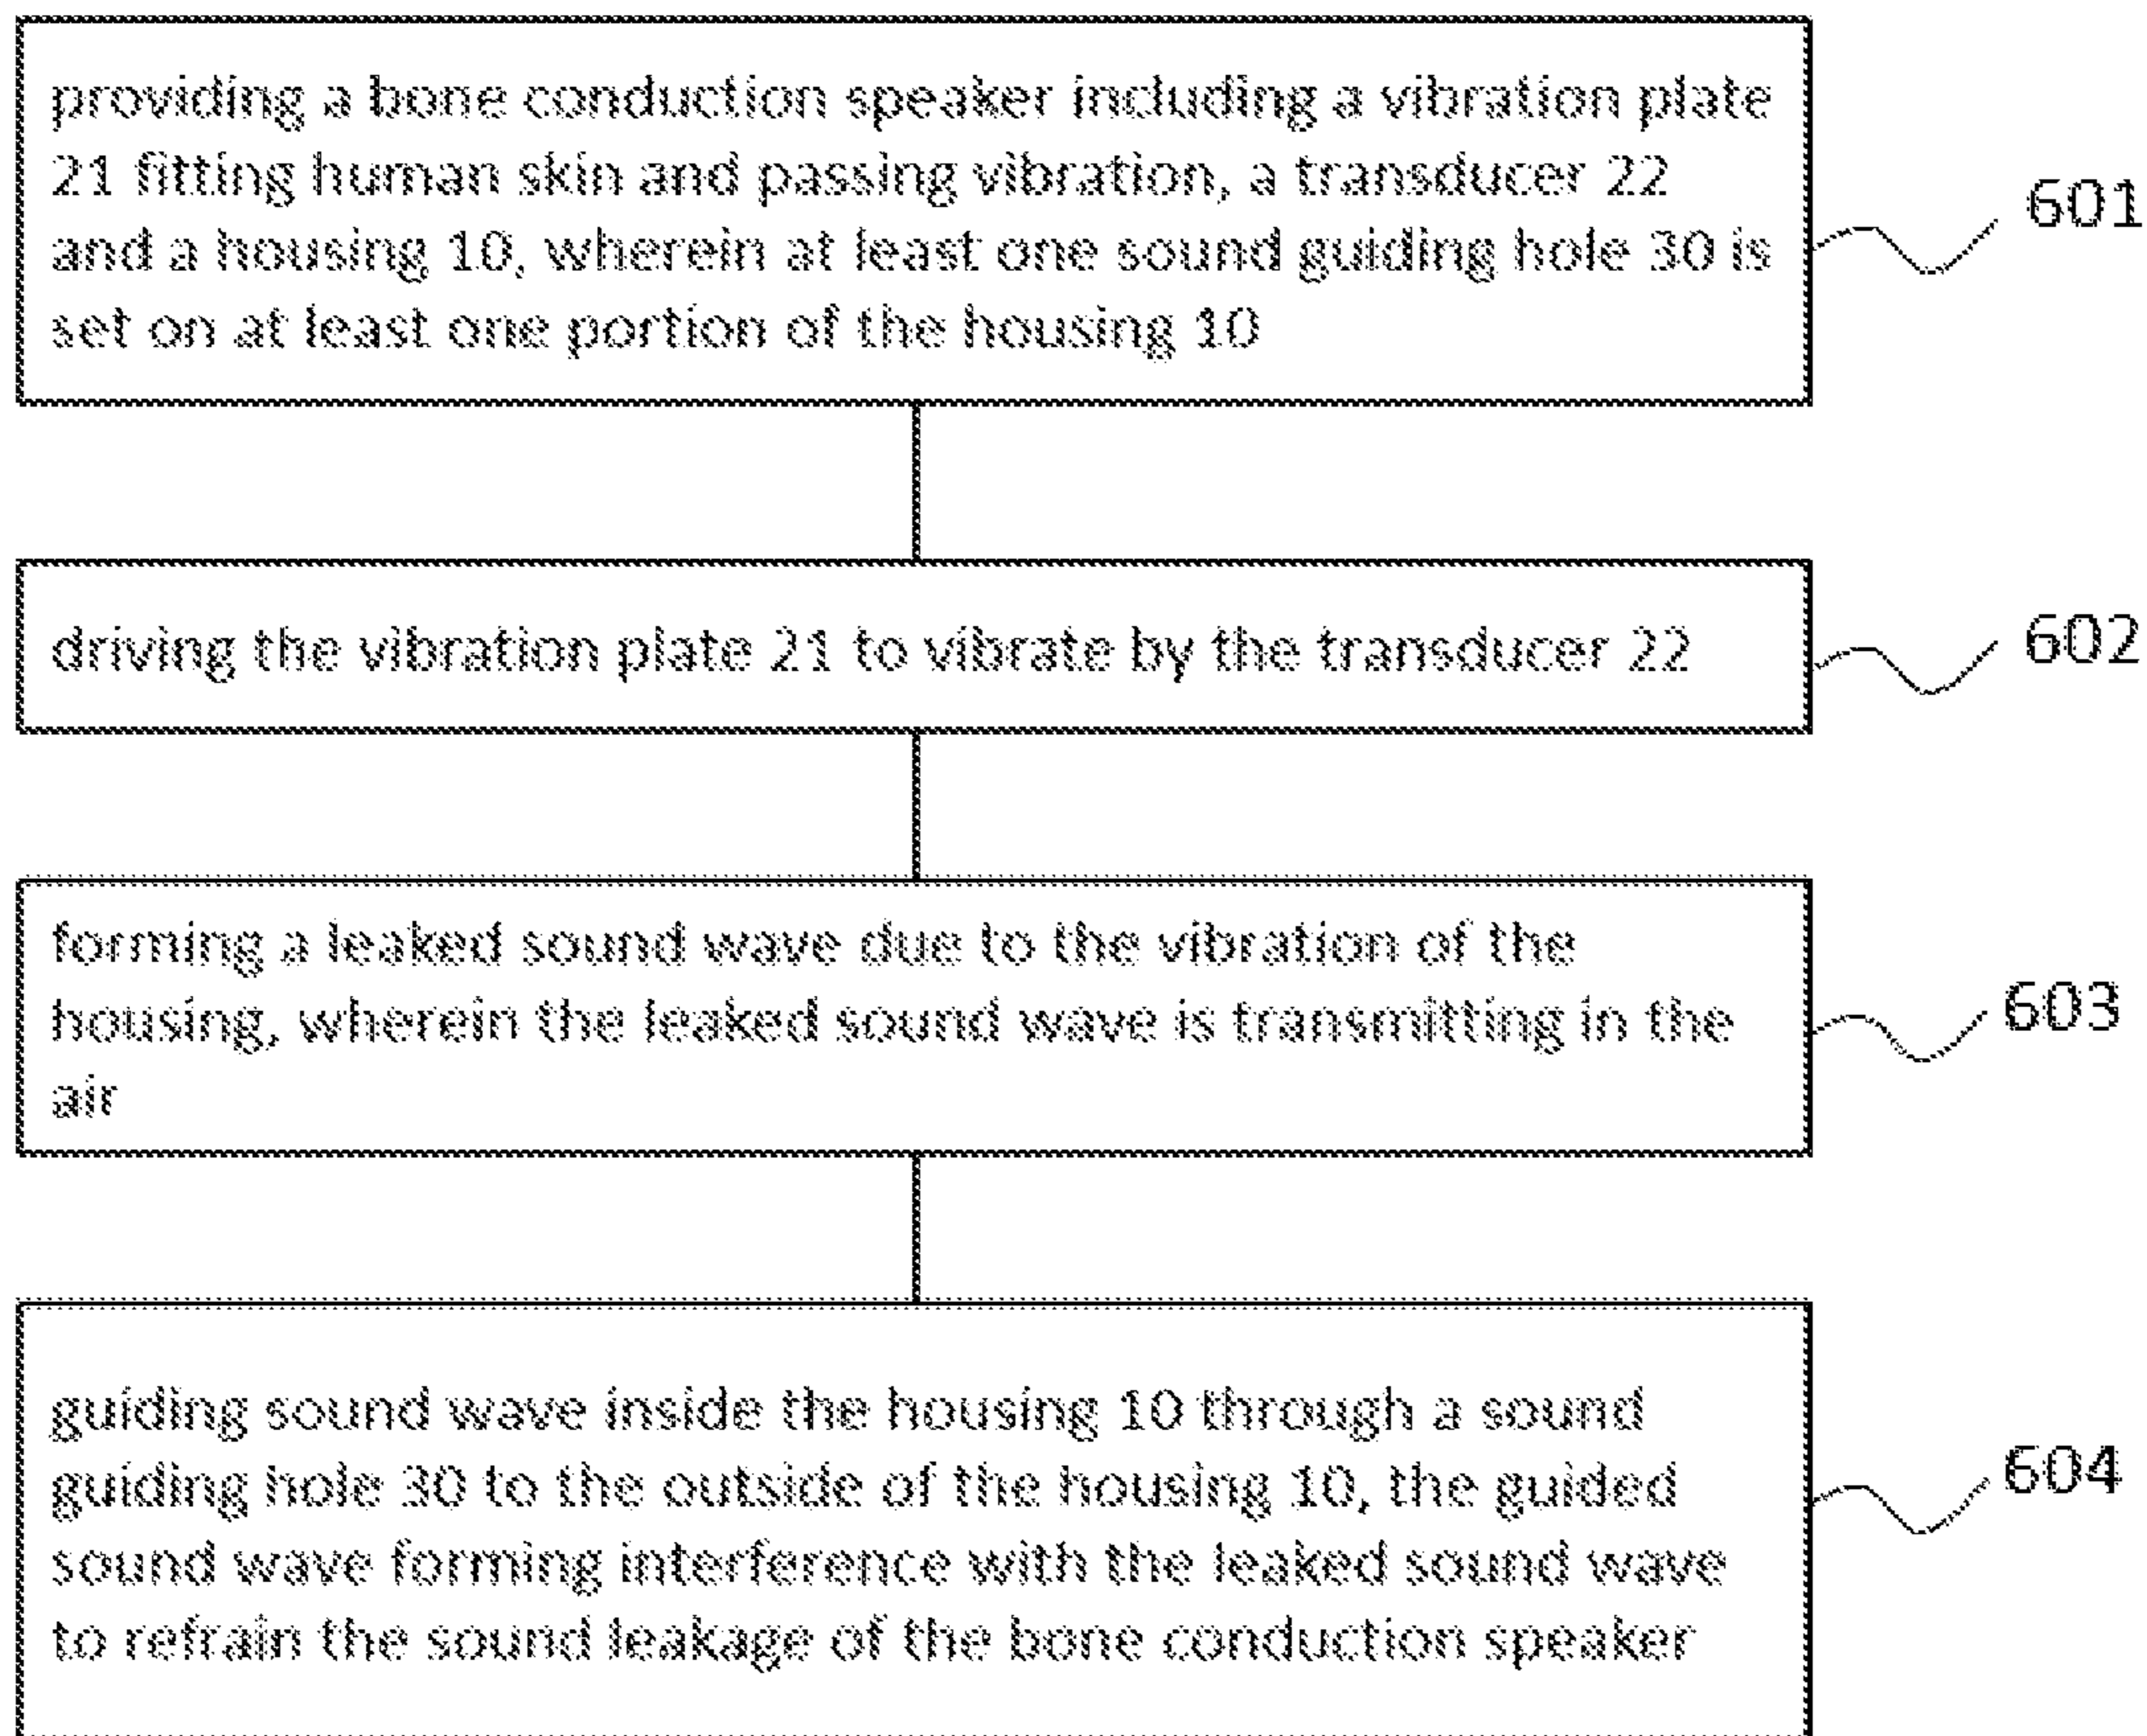 providing a bone conduction speaker including a vibration plate
21 fitting human skin and passing vibration, a transducer 22
and a housing 10, wherein at least one sound guiding hole 30 is
set on at least one portion of the housing 10
601
driving the vibration plate 21 to vibrate by the transducer 22
602
forming a leaked sound wave due to the vibration of the
housing, wherein the leaked sound wave is transmitting in the
air
603
guiding sound wave inside the housing 10 through a sound
guiding hole 30 to the outside of the housing 10, the guided
sound wave forming interference with the leaked sound wave
to refrain the sound leakage of the bone conduction speaker
604